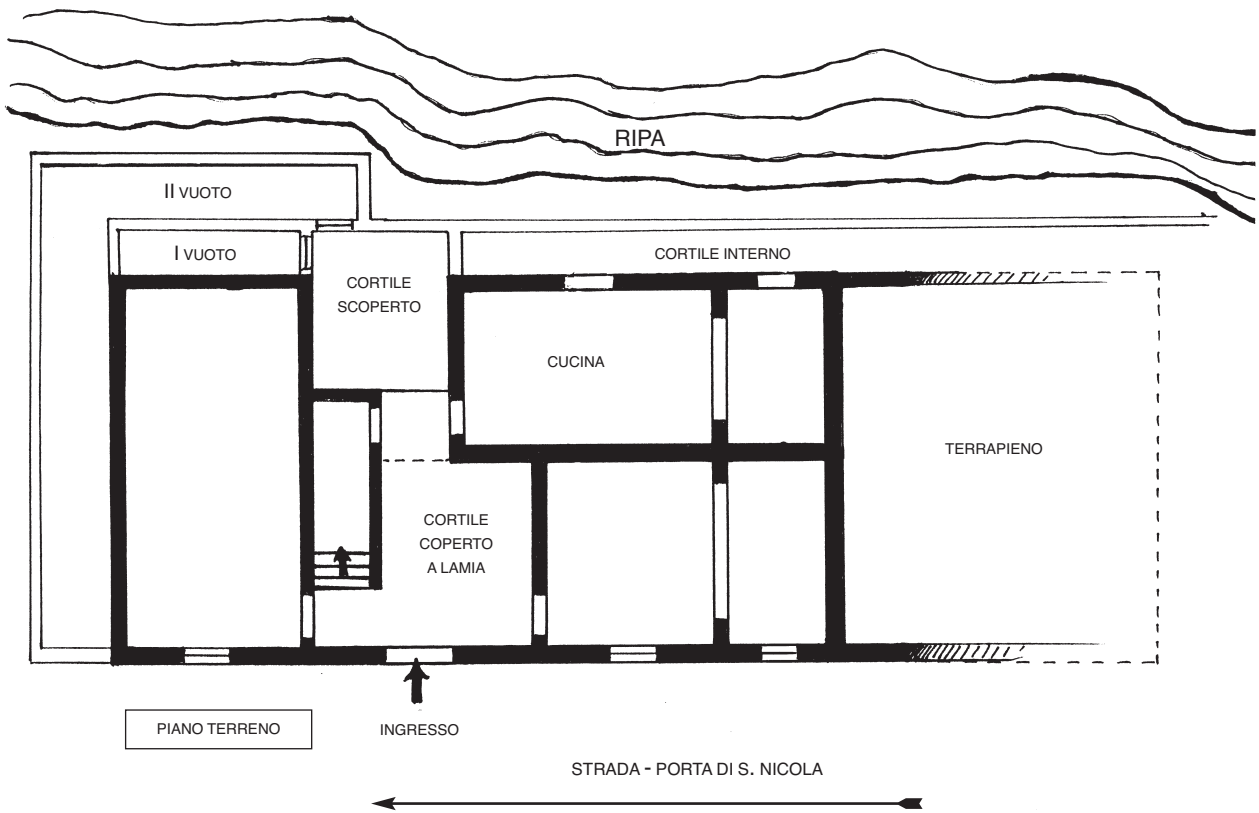 RIPA
II VUOTO
I VUOTO
CORTILE INTERNO
CORTILE
SCOPERTO
CUCINA
TERRAPIENO
CORTILE
COPERTO
A LAMIA
PIANO TERRENO
INGRESSO
STRADA - PORTA DI S. NICOLA